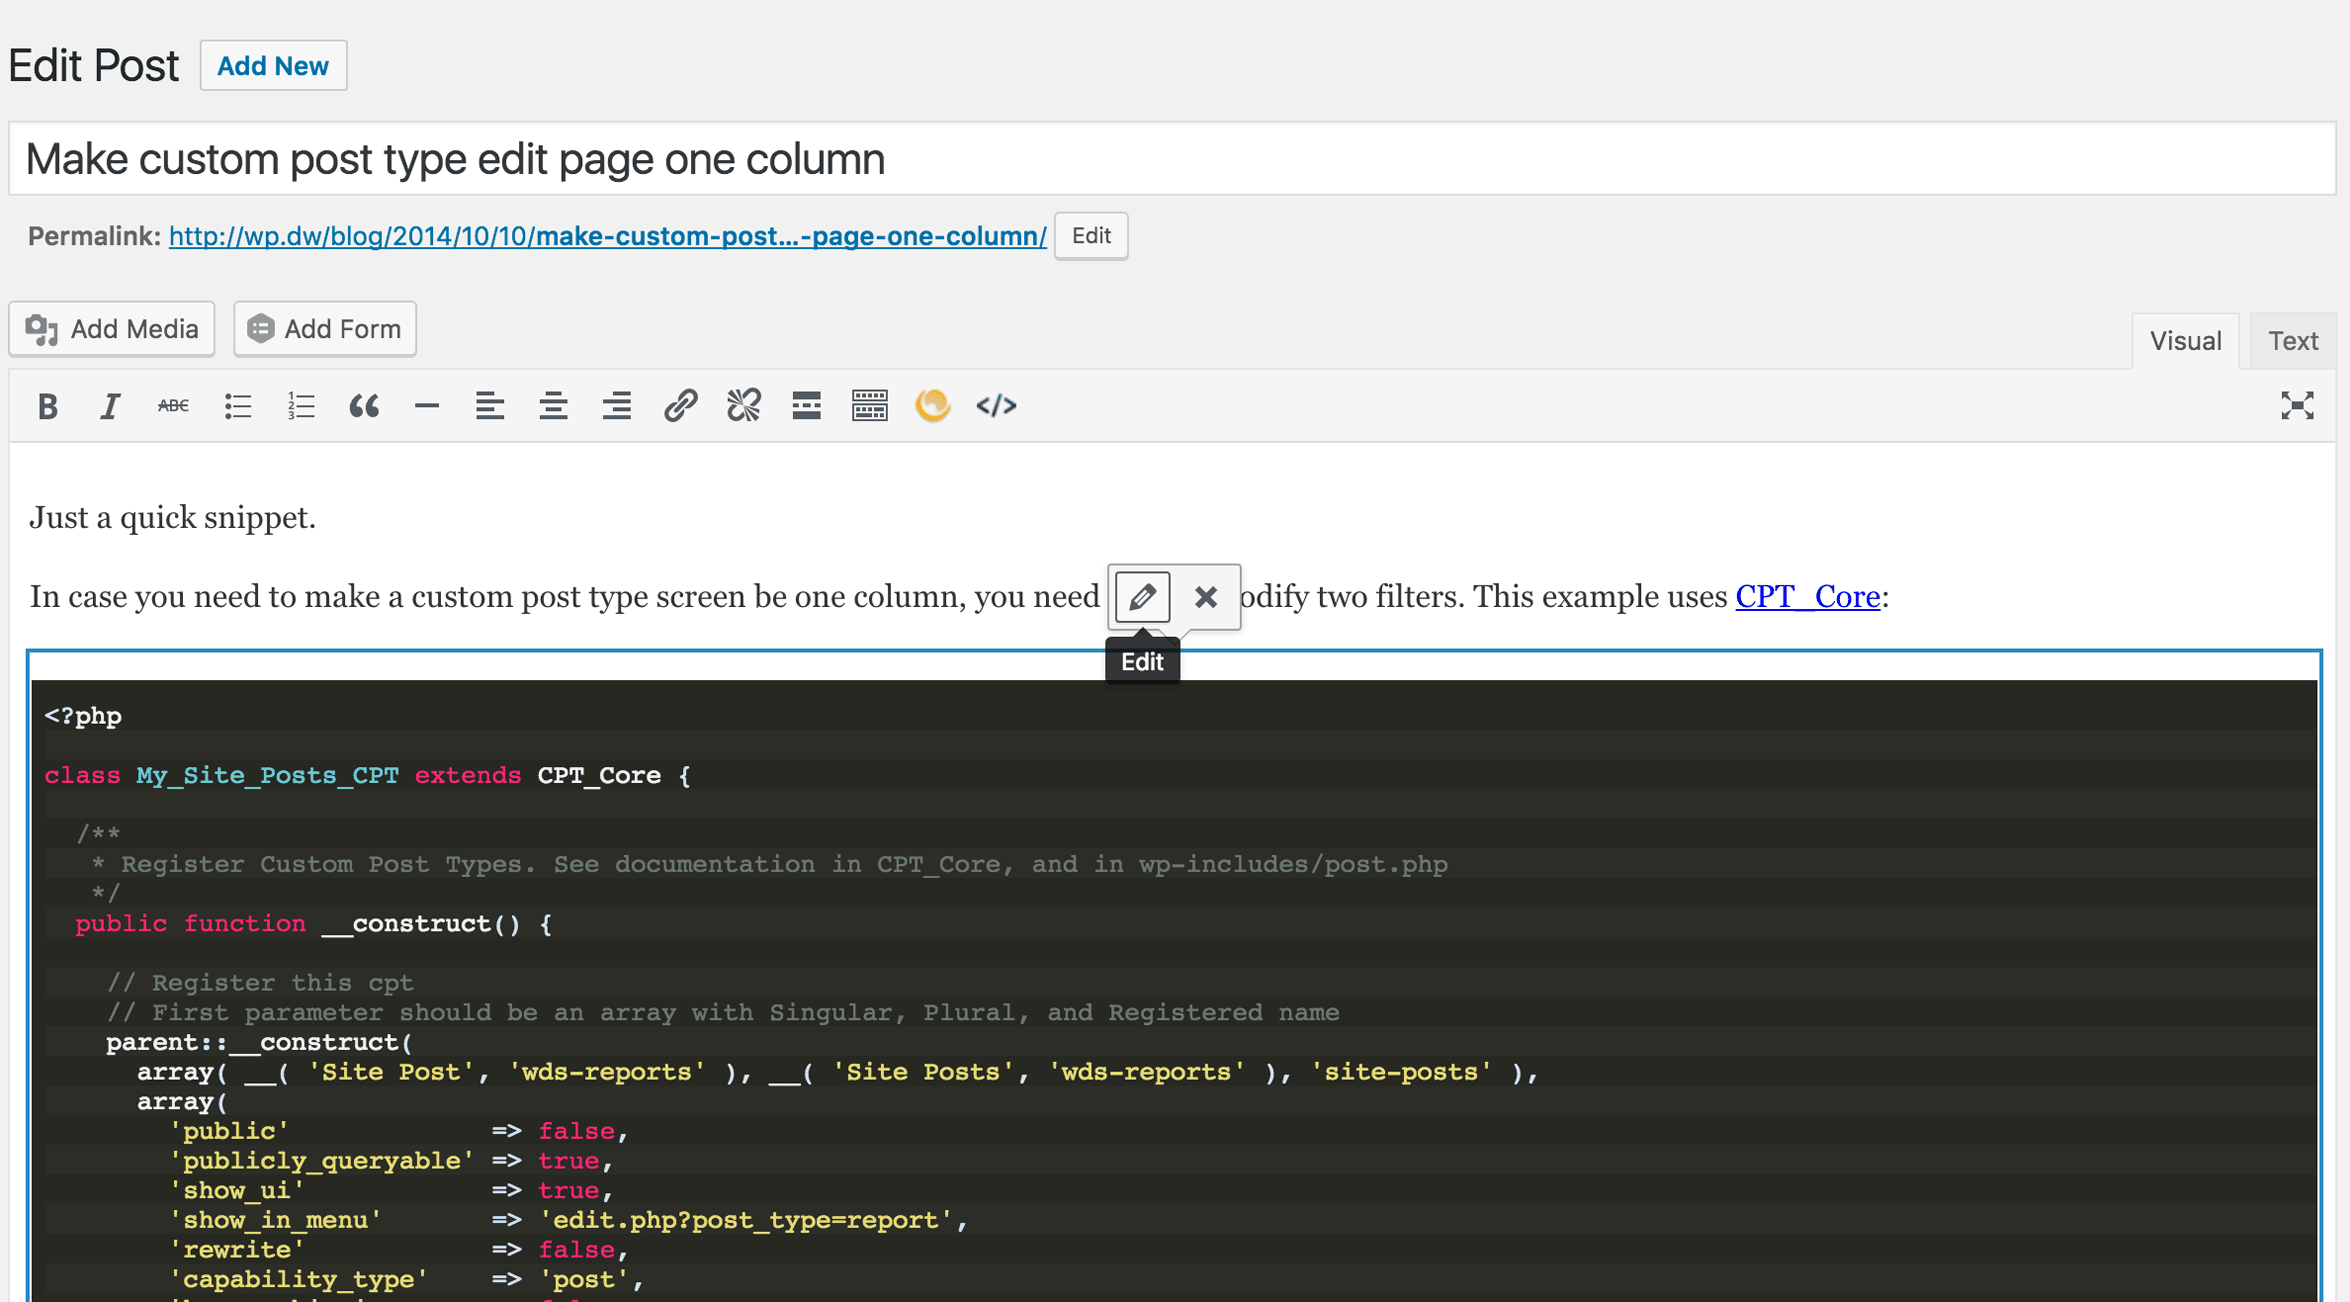 Edit Post Add New
Make custom post type edit page one column
Permalink: http://wp.dw/blog/2014/10/10/make-custom-post...-page-one-column/ Edit
Add Media Add Form
Visual Text
B I ABC
Just a quick snippet.
In case you need to make a custom post type screen be one column, you need odify two filters. This example uses CPT_Core:
Edit
<?php
class My_Site_Posts_CPT extends CPT_Core {
/**
* Register Custom Post Types. See documentation in CPT_Core, and in wp-includes/post.php
*/
public function __construct() {
// Register this cpt
// First parameter should be an array with Singular, Plural, and Registered name
parent::__construct(
array( __( 'Site Post', 'wds-reports' ), __( 'Site Posts', 'wds-reports' ), 'site-posts' ),
array(
'public' => false,
'publicly_queryable' => true,
'show_ui' => true,
'show_in_menu' => 'edit.php?post_type=report',
'rewrite' => false,
'capability_type' => 'post',